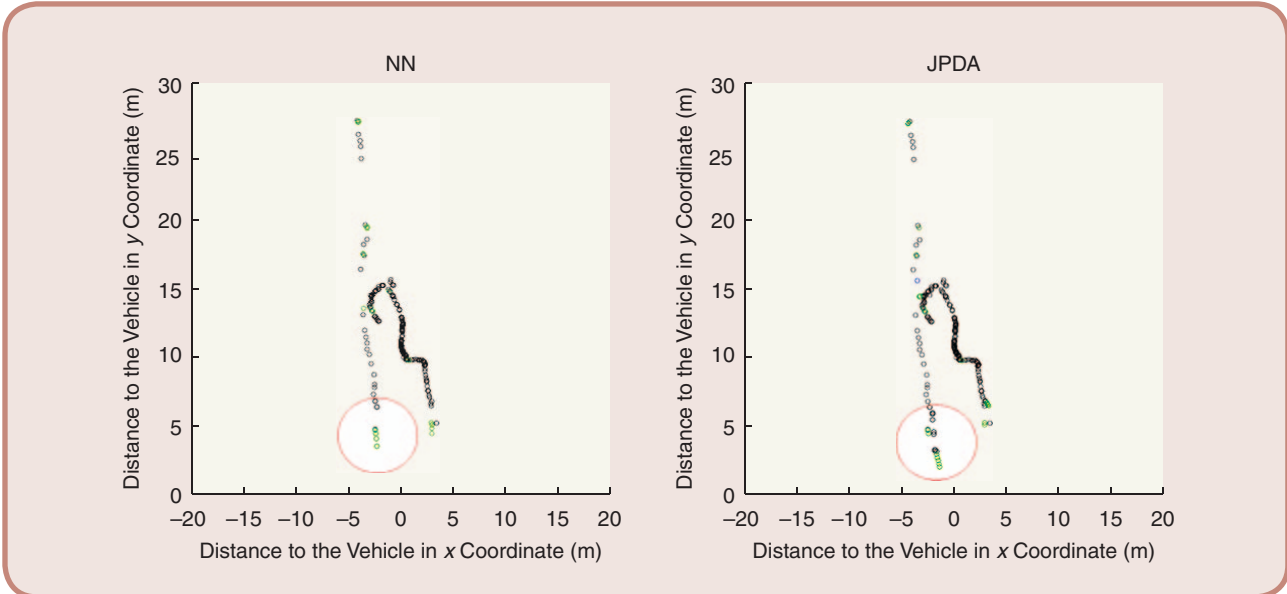 NN
Distance to the Vehicle in y Coordinate (m)
30
25
20
15
10
5
0
–20 –15 –10 –5 0 5 10 15 20
Distance to the Vehicle in x Coordinate (m)
JPDA
Distance to the Vehicle in y Coordinate (m)
30
25
20
15
10
5
0
–20 –15 –10 –5 0 5 10 15 20
Distance to the Vehicle in x Coordinate (m)